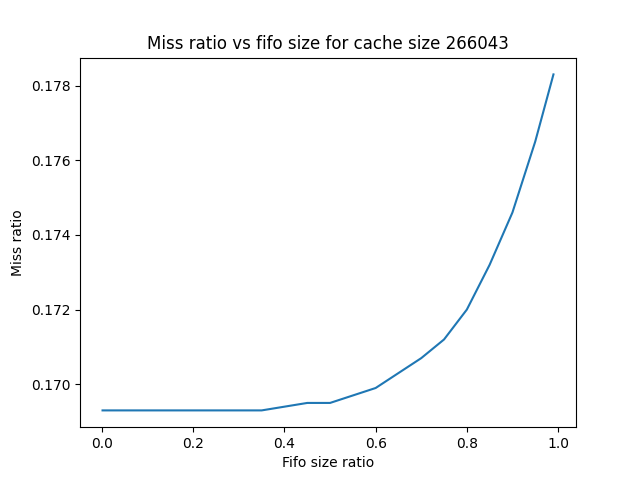 Miss ratio vs fifo size for cache size 266043
0.178
0.176
0.174
0.172
0.170
Miss ratio
0.0 0.2 0.4 0.6 0.8 1.0
Fifo size ratio